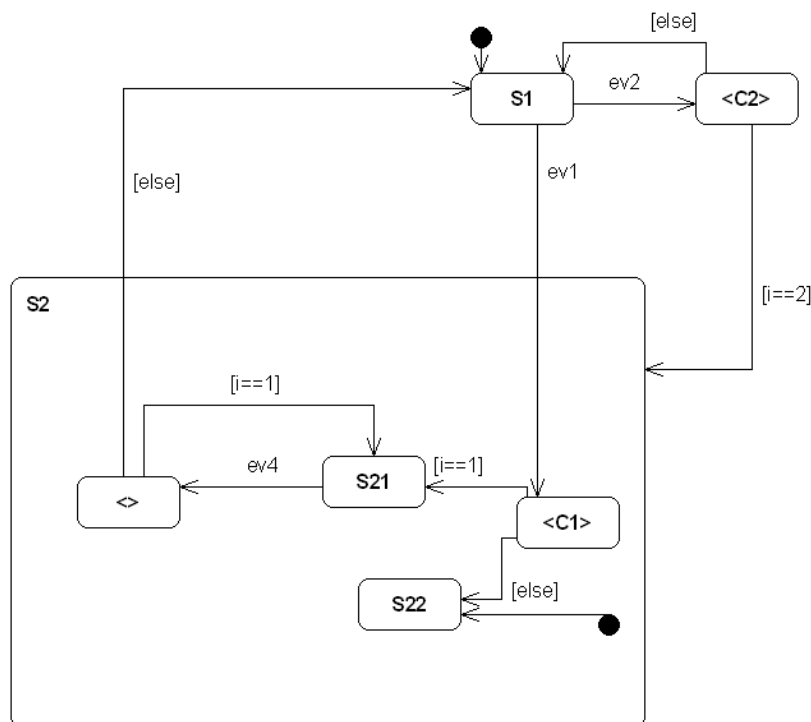 [else]
S1
ev2
<C2>
[else]
ev1
S2
[i==2]
[i==1]
ev4
S21
[i==1]
<>
<C1>
S22
[else]